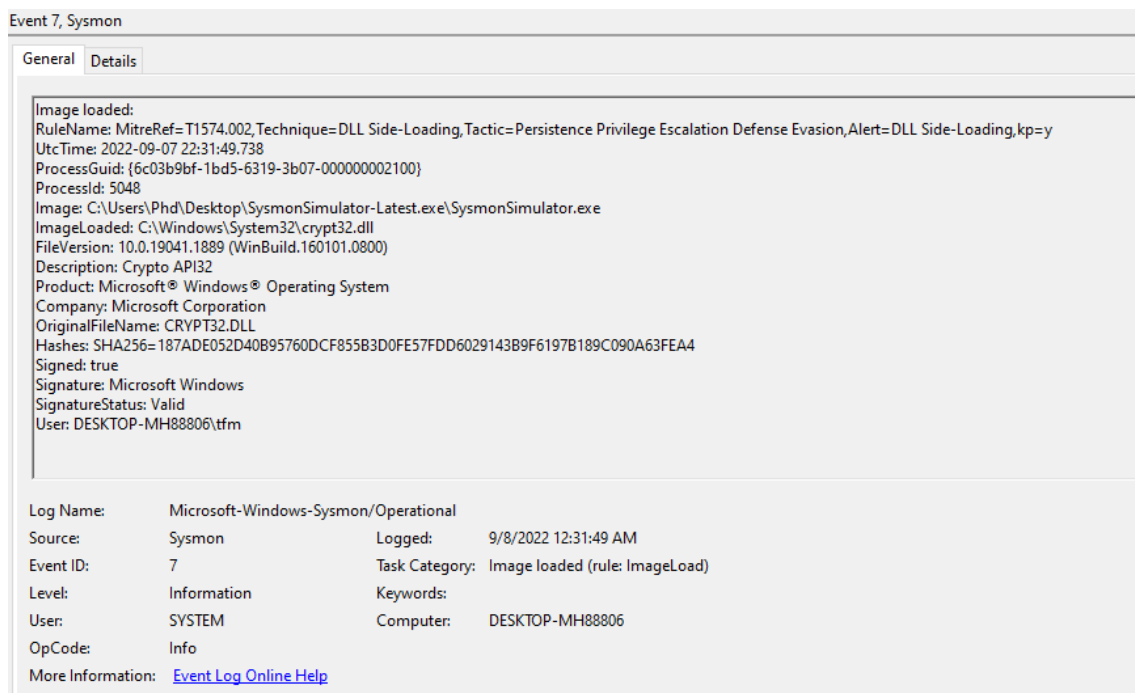 Event 7, Sysmon
General Details
Image loaded:
RuleName: MitreRef=T1574.002,Technique=DLL Side-Loading,Tactic=Persistence Privilege Escalation Defense Evasion,Alert=DLL Side-Loading,kp=y
UtcTime: 2022-09-07 22:31:49.738
ProcessGuid: {6c03b9bf-1bd5-6319-3b07-000000002100}
ProcessId: 5048
Image: C:\Users\Phd\Desktop\SysmonSimulator-Latest.exe\SysmonSimulator.exe
ImageLoaded: C:\Windows\System32\crypt32.dll
FileVersion: 10.0.19041.1889 (WinBuild.160101.0800)
Description: Crypto API32
Product: Microsoft® Windows® Operating System
Company: Microsoft Corporation
OriginalFileName: CRYPT32.DLL
Hashes: SHA256=187ADE052D40B95760DCF855B3D0FE57FDD6029143B9F6197B189C090A63FEA4
Signed: true
Signature: Microsoft Windows
SignatureStatus: Valid
User: DESKTOP-MH88806\tfm
Log Name: Microsoft-Windows-Sysmon/Operational
Source: Sysmon Logged: 9/8/2022 12:31:49 AM
Event ID: 7 Task Category: Image loaded (rule: ImageLoad)
Level: Information Keywords:
User: SYSTEM Computer: DESKTOP-MH88806
OpCode: Info
More Information: Event Log Online Help